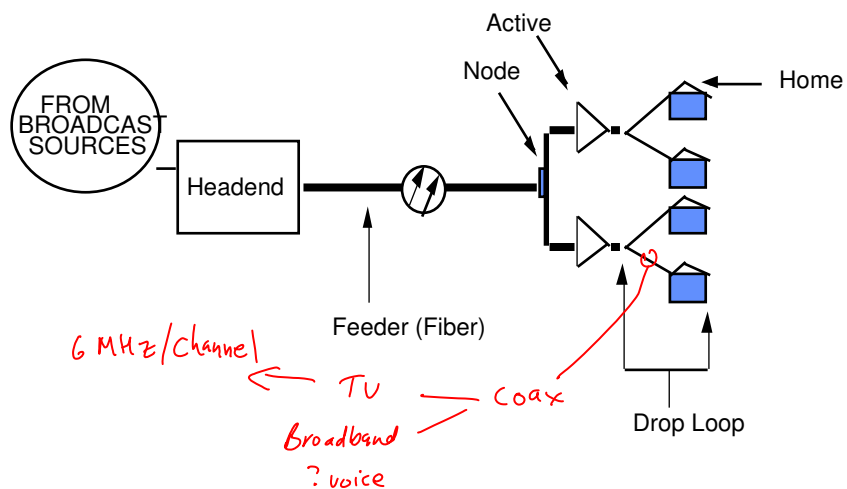 Active
Node
Home
FROM
BROADCAST
SOURCES
Headend
Feeder (Fiber)
6 MHz/Channel
TV
Coax
Broadband
? voice
Drop Loop